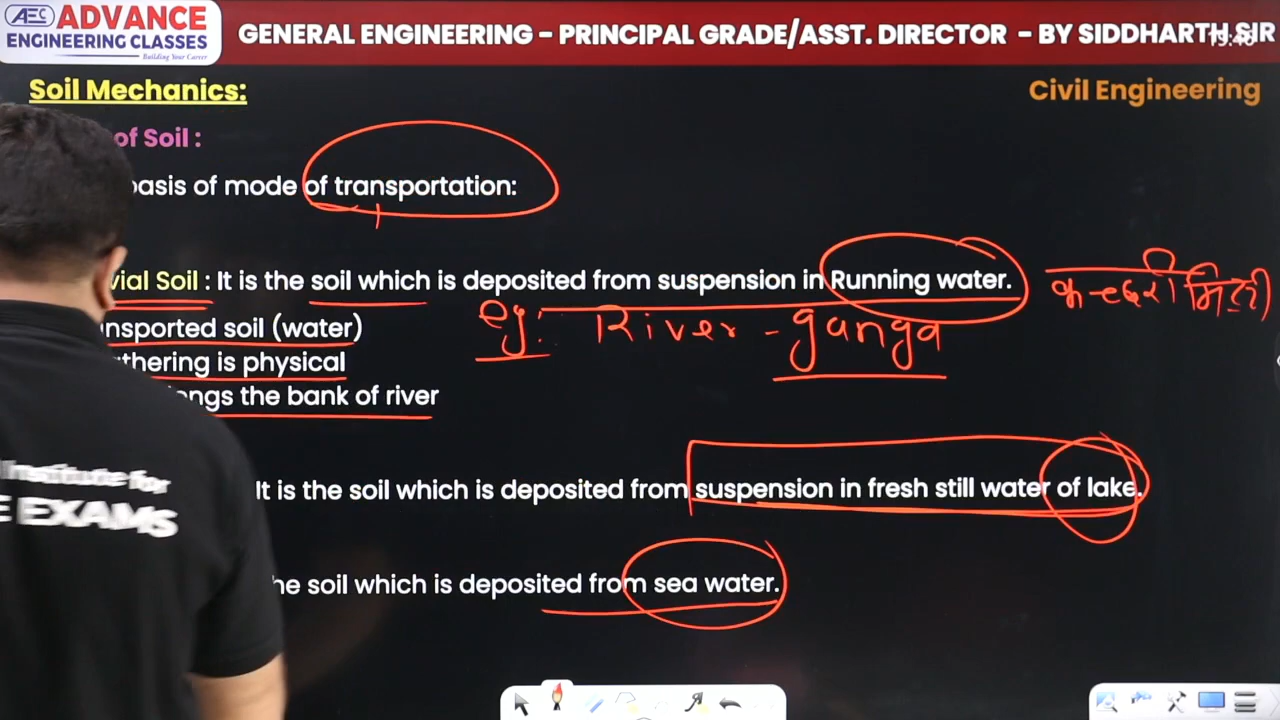 AEC ADVANCE
ENGINEERING CLASSES
Building Your Career
GENERAL ENGINEERING - PRINCIPAL GRADE/ASST. DIRECTOR - BY SIDDHARTH SIR
Soil Mechanics:
Civil Engineering
of Soil :
basis of mode of transportation:
vial Soil : It is the soil which is deposited from suspension in Running water.
eg: River - ganga
nsported soil (water)
thering is physical
ngs the bank of river
It is the soil which is deposited from suspension in fresh still water of lake.
he soil which is deposited from sea water.
Institute for
E EXAMS